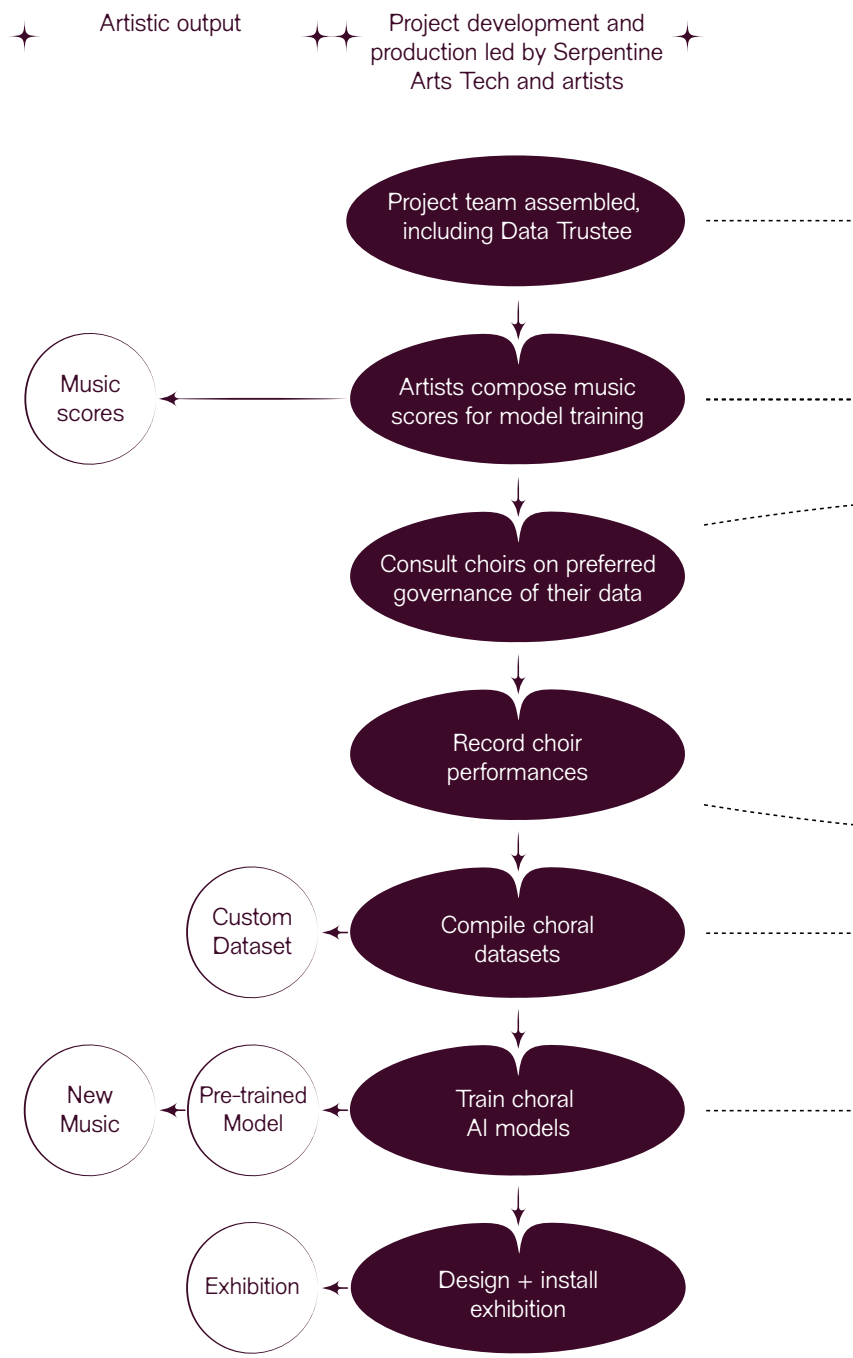 Artistic output
Project development and
production led by Serpentine
Arts Tech and artists
Project team assembled,
including Data Trustee
Music
scores
Artists compose music
scores for model training
Consult choirs on preferred
governance of their data
Record choir
performances
Custom
Dataset
Compile choral
datasets
New
Music
Pre-trained
Model
Train choral
AI models
Exhibition
Design + install
exhibition